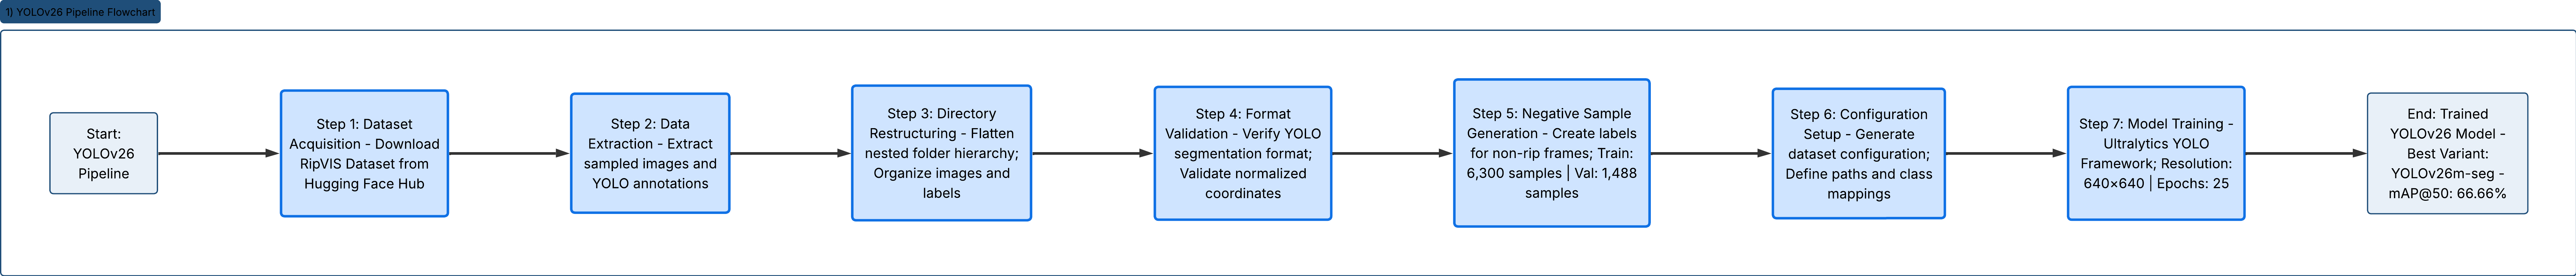 1) YOLOv26 Pipeline Flowchart
Start:
YOLOv26
Pipeline
Step 1: Dataset
Acquisition - Download
RipVIS Dataset from
Hugging Face Hub
Step 2: Data
Extraction - Extract
sampled images and
YOLO annotations
Step 3: Directory
Restructuring - Flatten
nested folder hierarchy;
Organize images and
labels
Step 4: Format
Validation - Verify YOLO
segmentation format;
Validate normalized
coordinates
Step 5: Negative Sample
Generation - Create labels
for non-rip frames; Train:
6,300 samples | Val: 1,488
samples
Step 6: Configuration
Setup - Generate
dataset configuration;
Define paths and class
mappings
Step 7: Model Training -
Ultralytics YOLO
Framework; Resolution:
640×640 | Epochs: 25
End: Trained
YOLOv26 Model -
Best Variant:
YOLOv26m-seg -
mAP@50: 66.66%